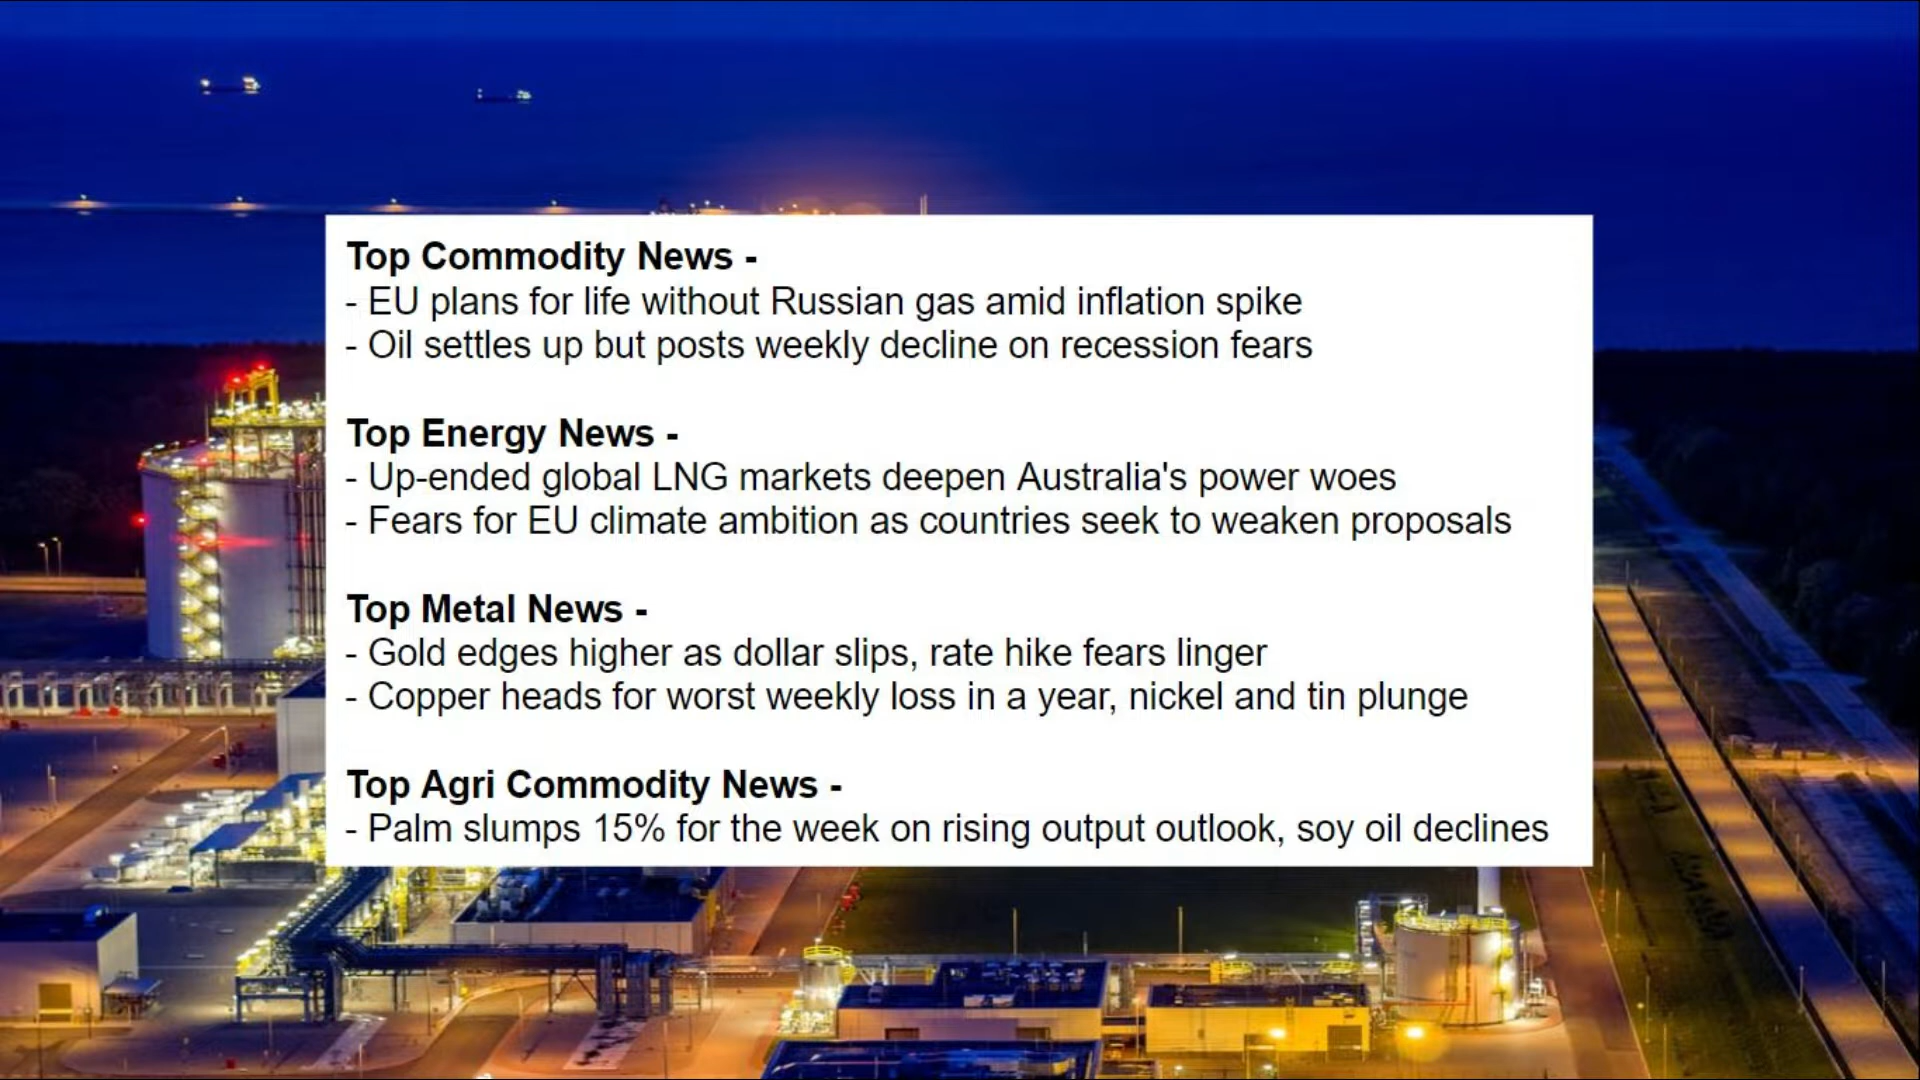 Top Commodity News -
- EU plans for life without Russian gas amid inflation spike
- Oil settles up but posts weekly decline on recession fears
Top Energy News -
- Up-ended global LNG markets deepen Australia's power woes
- Fears for EU climate ambition as countries seek to weaken proposals
Top Metal News -
- Gold edges higher as dollar slips, rate hike fears linger
- Copper heads for worst weekly loss in a year, nickel and tin plunge
Top Agri Commodity News -
- Palm slumps 15% for the week on rising output outlook, soy oil declines